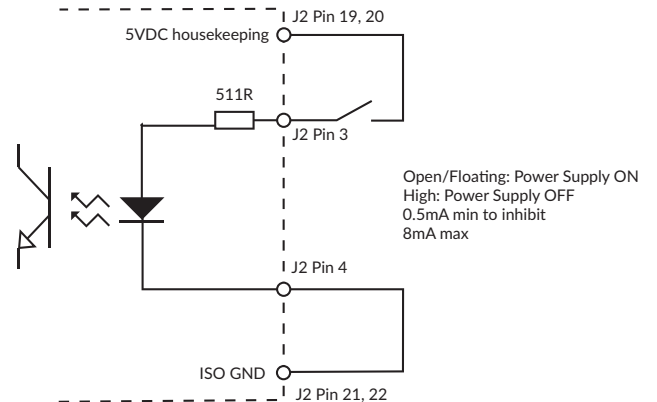 J2 Pin 19, 20
5VDC housekeeping
511R
J2 Pin 3
Open/Floating: Power Supply ON
High: Power Supply OFF
0.5mA min to inhibit
8mA max
J2 Pin 4
ISO GND
J2 Pin 21, 22